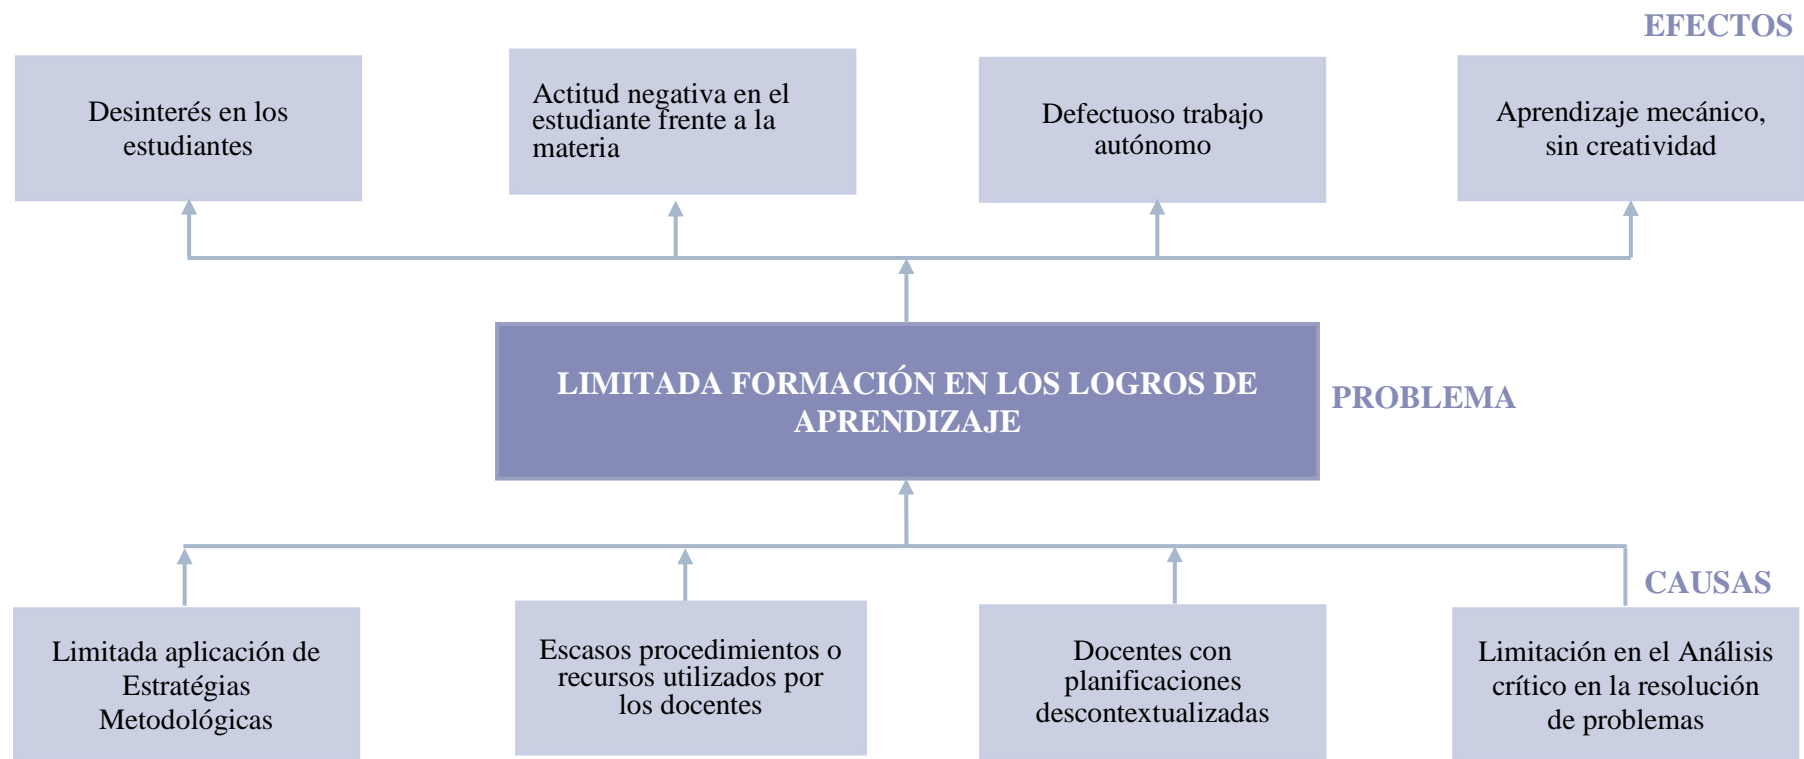 EFECTOS
Desinterés en los
estudiantes
Actitud negativa en el
estudiante frente a la
materia
Defectuoso trabajo
autónomo
Aprendizaje mecánico,
sin creatividad
LIMITADA FORMACIÓN EN LOS LOGROS DE
APRENDIZAJE
PROBLEMA
CAUSAS
Limitada aplicación de
Estratégias
Metodológicas
Escasos procedimientos o
recursos utilizados por
los docentes
Docentes con
planificaciones
descontextualizadas
Limitación en el Análisis
crítico en la resolución
de problemas